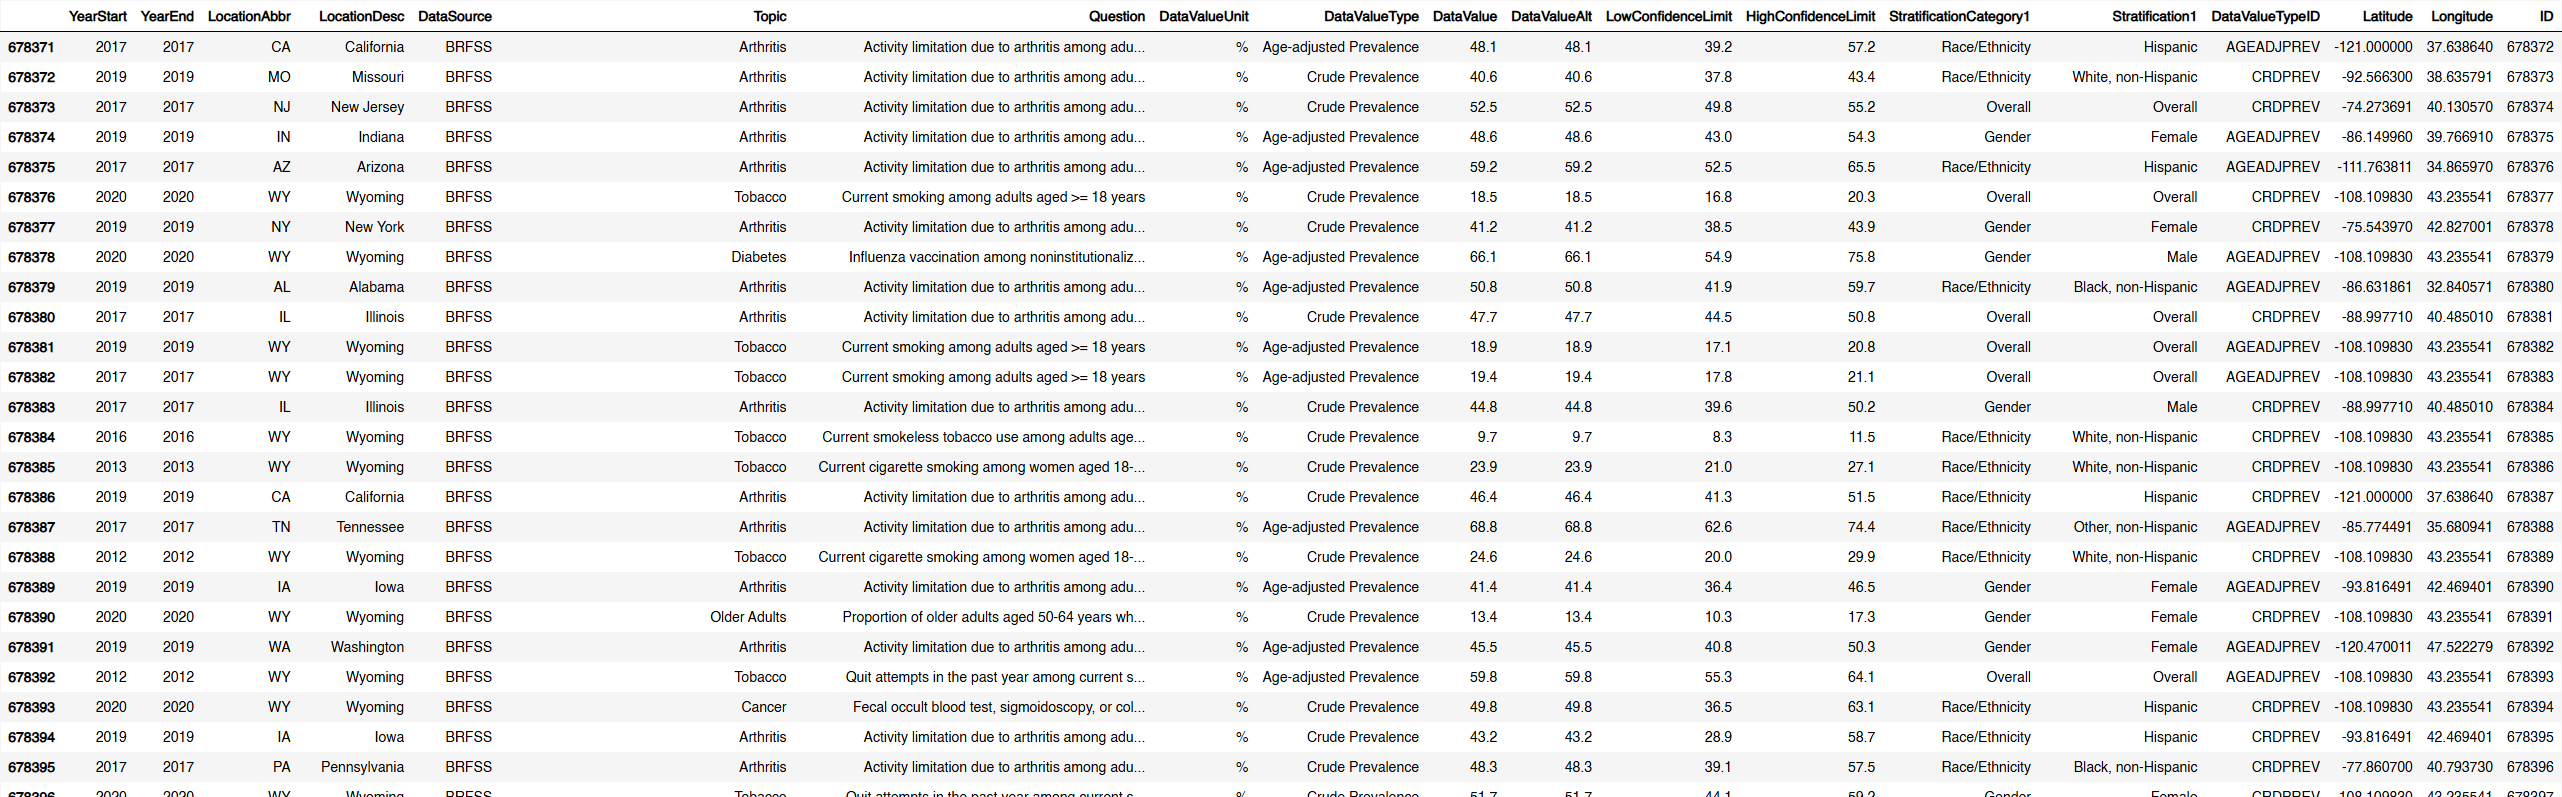 YearStart YearEnd LocationAbbr LocationDesc DataSource Topic Question DataValueUnit DataValueType DataValue DataValueAlt LowConfidenceLimit HighConfidenceLimit StratificationCategory1 Stratification1 DataValueTypeID Latitude Longitude ID
678371 2017 2017 CA California BRFSS Arthritis Activity limitation due to arthritis among adu... % Age-adjusted Prevalence 48.1 48.1 39.2 57.2 Race/Ethnicity Hispanic AGEADJPREV -121.000000 37.638640 678372
678372 2019 2019 MO Missouri BRFSS Arthritis Activity limitation due to arthritis among adu... % Crude Prevalence 40.6 40.6 37.8 43.4 Race/Ethnicity White, non-Hispanic CRDPREV -92.566300 38.635791 678373
678373 2017 2017 NJ New Jersey BRFSS Arthritis Activity limitation due to arthritis among adu... % Crude Prevalence 52.5 52.5 49.8 55.2 Overall Overall CRDPREV -74.273691 40.130570 678374
678374 2019 2019 IN Indiana BRFSS Arthritis Activity limitation due to arthritis among adu... % Age-adjusted Prevalence 48.6 48.6 43.0 54.3 Gender Female AGEADJPREV -86.149960 39.766910 678375
678375 2017 2017 AZ Arizona BRFSS Arthritis Activity limitation due to arthritis among adu... % Age-adjusted Prevalence 59.2 59.2 52.5 65.5 Race/Ethnicity Hispanic AGEADJPREV -111.763811 34.865970 678376
678376 2020 2020 WY Wyoming BRFSS Tobacco Current smoking among adults aged >= 18 years % Crude Prevalence 18.5 18.5 16.8 20.3 Overall Overall CRDPREV -108.109830 43.235541 678377
678377 2019 2019 NY New York BRFSS Arthritis Activity limitation due to arthritis among adu... % Crude Prevalence 41.2 41.2 38.5 43.9 Gender Female CRDPREV -75.543970 42.827001 678378
678378 2020 2020 WY Wyoming BRFSS Diabetes Influenza vaccination among noninstitutionaliz... % Age-adjusted Prevalence 66.1 66.1 54.9 75.8 Gender Male AGEADJPREV -108.109830 43.235541 678379
678379 2019 2019 AL Alabama BRFSS Arthritis Activity limitation due to arthritis among adu... % Age-adjusted Prevalence 50.8 50.8 41.9 59.7 Race/Ethnicity Black, non-Hispanic AGEADJPREV -86.631861 32.840571 678380
678380 2017 2017 IL Illinois BRFSS Arthritis Activity limitation due to arthritis among adu... % Crude Prevalence 47.7 47.7 44.5 50.8 Overall Overall CRDPREV -88.997710 40.485010 678381
678381 2019 2019 WY Wyoming BRFSS Tobacco Current smoking among adults aged >= 18 years % Age-adjusted Prevalence 18.9 18.9 17.1 20.8 Overall Overall AGEADJPREV -108.109830 43.235541 678382
678382 2017 2017 WY Wyoming BRFSS Tobacco Current smoking among adults aged >= 18 years % Age-adjusted Prevalence 19.4 19.4 17.8 21.1 Overall Overall AGEADJPREV -108.109830 43.235541 678383
678383 2017 2017 IL Illinois BRFSS Arthritis Activity limitation due to arthritis among adu... % Crude Prevalence 44.8 44.8 39.6 50.2 Gender Male CRDPREV -88.997710 40.485010 678384
678384 2016 2016 WY Wyoming BRFSS Tobacco Current smokeless tobacco use among adults age... % Crude Prevalence 9.7 9.7 8.3 11.5 Race/Ethnicity White, non-Hispanic CRDPREV -108.109830 43.235541 678385
678385 2013 2013 WY Wyoming BRFSS Tobacco Current cigarette smoking among women aged 18-... % Crude Prevalence 23.9 23.9 21.0 27.1 Race/Ethnicity White, non-Hispanic CRDPREV -108.109830 43.235541 678386
678386 2019 2019 CA California BRFSS Arthritis Activity limitation due to arthritis among adu... % Crude Prevalence 46.4 46.4 41.3 51.5 Race/Ethnicity Hispanic CRDPREV -121.000000 37.638640 678387
678387 2017 2017 TN Tennessee BRFSS Arthritis Activity limitation due to arthritis among adu... % Age-adjusted Prevalence 68.8 68.8 62.6 74.4 Race/Ethnicity Other, non-Hispanic AGEADJPREV -85.774491 35.680941 678388
678388 2012 2012 WY Wyoming BRFSS Tobacco Current cigarette smoking among women aged 18-... % Crude Prevalence 24.6 24.6 20.0 29.9 Race/Ethnicity White, non-Hispanic CRDPREV -108.109830 43.235541 678389
678389 2019 2019 IA Iowa BRFSS Arthritis Activity limitation due to arthritis among adu... % Age-adjusted Prevalence 41.4 41.4 36.4 46.5 Gender Female AGEADJPREV -93.816491 42.469401 678390
678390 2020 2020 WY Wyoming BRFSS Older Adults Proportion of older adults aged 50-64 years wh... % Crude Prevalence 13.4 13.4 10.3 17.3 Gender Female CRDPREV -108.109830 43.235541 678391
678391 2019 2019 WA Washington BRFSS Arthritis Activity limitation due to arthritis among adu... % Age-adjusted Prevalence 45.5 45.5 40.8 50.3 Gender Female AGEADJPREV -120.470011 47.522279 678392
678392 2012 2012 WY Wyoming BRFSS Tobacco Quit attempts in the past year among current s... % Age-adjusted Prevalence 59.8 59.8 55.3 64.1 Overall Overall AGEADJPREV -108.109830 43.235541 678393
678393 2020 2020 WY Wyoming BRFSS Cancer Fecal occult blood test, sigmoidoscopy, or col... % Crude Prevalence 49.8 49.8 36.5 63.1 Race/Ethnicity Hispanic CRDPREV -108.109830 43.235541 678394
678394 2019 2019 IA Iowa BRFSS Arthritis Activity limitation due to arthritis among adu... % Crude Prevalence 43.2 43.2 28.9 58.7 Race/Ethnicity Hispanic CRDPREV -93.816491 42.469401 678395
678395 2017 2017 PA Pennsylvania BRFSS Arthritis Activity limitation due to arthritis among adu... % Crude Prevalence 48.3 48.3 39.1 57.5 Race/Ethnicity Black, non-Hispanic CRDPREV -77.860700 40.793730 678396